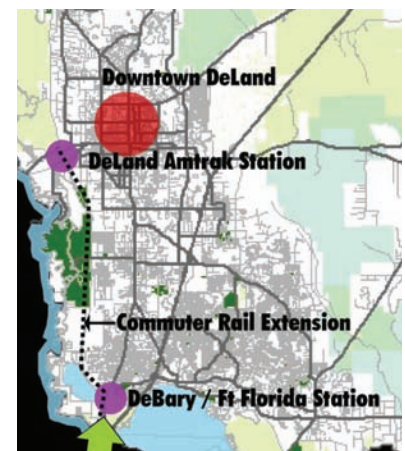 Downtown DeLand
DeLand Amtrak Station
Commuter Rail Extension
DeBary / Ft Florida Station